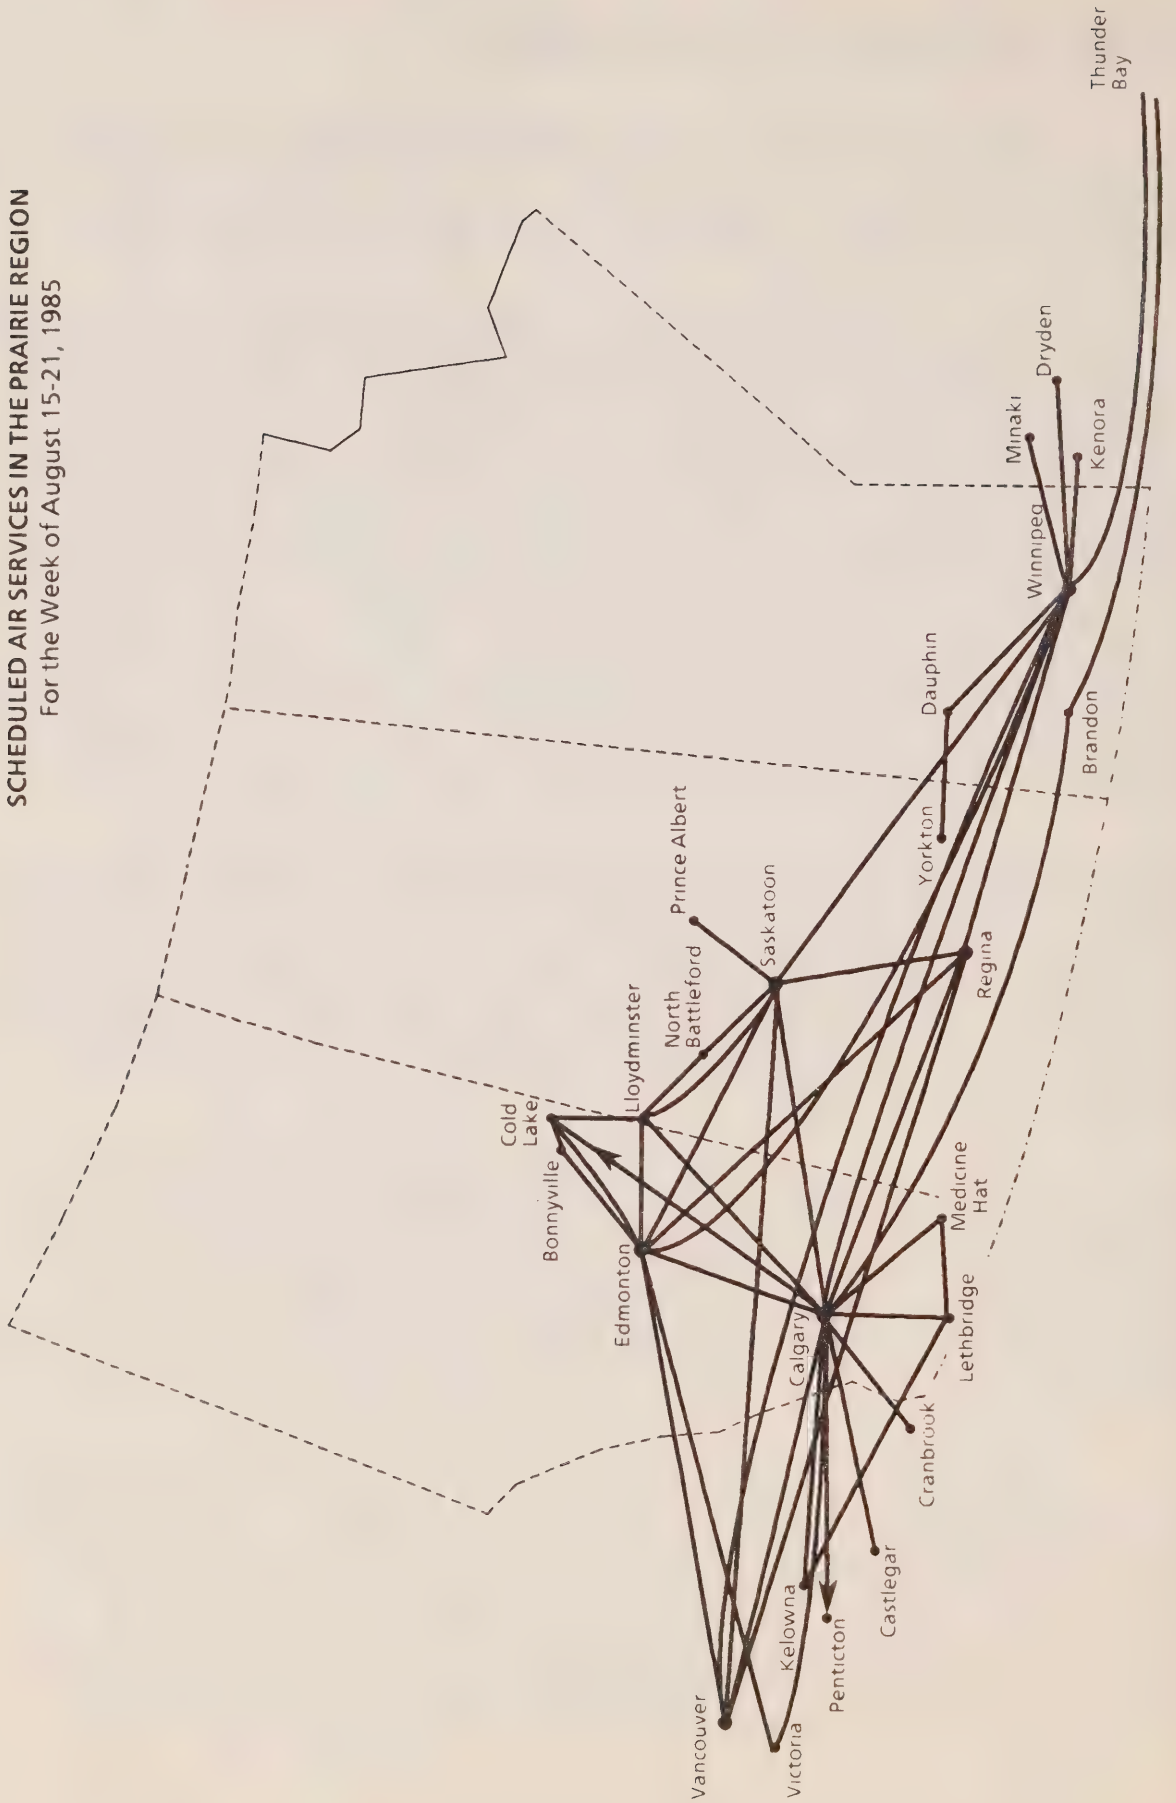 SCHEDULED AIR SERVICES IN THE PRAIRIE REGION
For the Week of August 15-21, 1985
Cold
Lake
Bonnyville
Lloydminster
Edmonton
North
Battleford
Prince Albert
Saskatoon
Vancouver
Victoria
Kelowna
Penticton
Castlegar
Calgary
Cranbrook
Lethbridge
Medicine
Hat
Regina
Yorkton
Dauphin
Brandon
Winnipeg
Minaki
Dryden
Kenora
Thunder
Bay